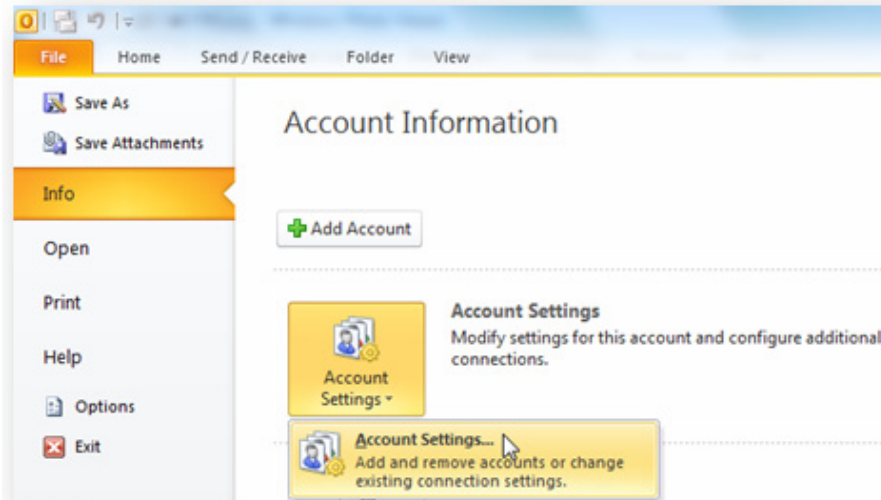 File Home Send / Receive Folder View
Save As
Save Attachments
Info
Open
Print
Help
Options
Exit
Account Information
Add Account
Account Settings
Account Settings
Modify settings for this account and configure additional
connections.
Account Settings...
Add and remove accounts or change
existing connection settings.